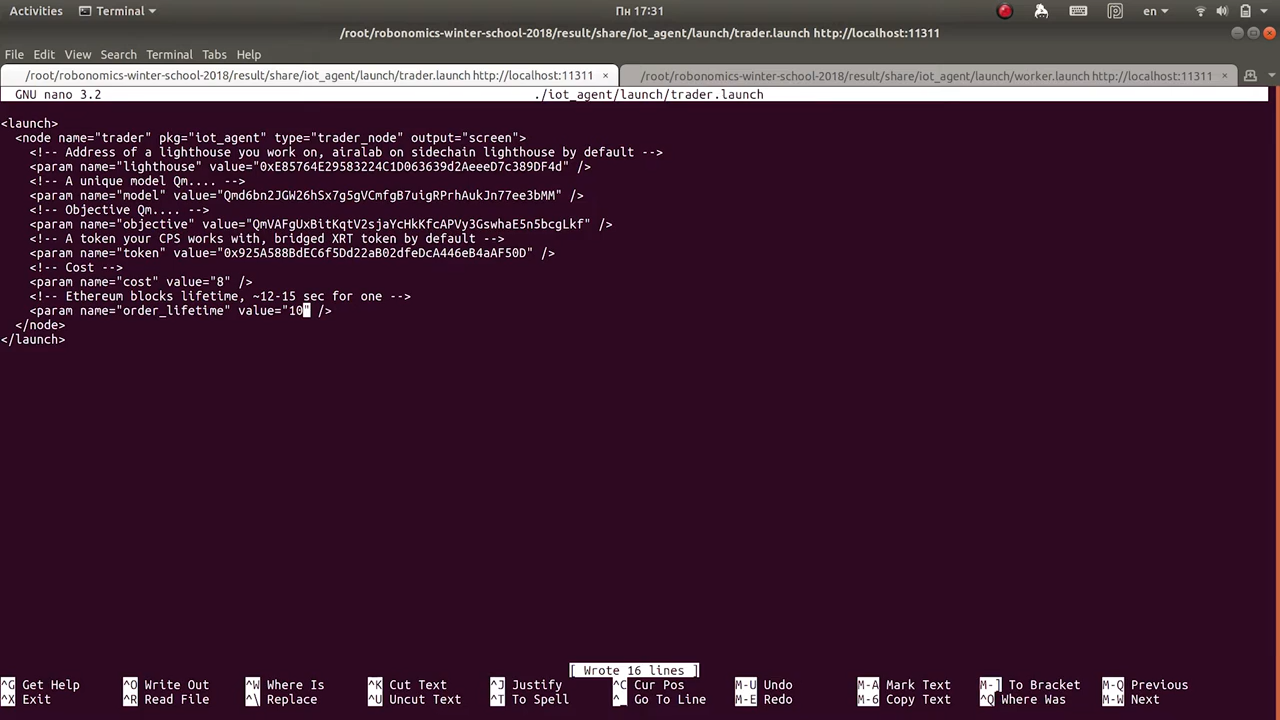 Activities Terminal Пн 17:31 en
/root/robonomics-winter-school-2018/result/share/iot_agent/launch/trader.launch http://localhost:11311
File Edit View Search Terminal Tabs Help
/root/robonomics-winter-school-2018/result/share/iot_agent/launch/trader.launch http://localhost:11311 × /root/robonomics-winter-school-2018/result/share/iot_agent/launch/worker.launch http://localhost:11311 ×
GNU nano 3.2 ./iot_agent/launch/trader.launch
<launch>
<node name="trader" pkg="iot_agent" type="trader_node" output="screen">
<!-- Address of a lighthouse you work on, airalab on sidechain lighthouse by default -->
<param name="lighthouse" value="0xE85764E29583224C1D063639d2AeeeD7c389DF4d" />
<!-- A unique model Qm.... -->
<param name="model" value="Qmd6bn2JGW26hSx7g5gVCmfgB7uigRPrhAukJn77ee3bMM" />
<!-- Objective Qm.... -->
<param name="objective" value="QmVAFgUxBitKqtV2sjaYcHkKfcAPVy3GswhaE5n5bcgLkf" />
<!-- A token your CPS works with, bridged XRT token by default -->
<param name="token" value="0x925A588BdEC6f5Dd22aB02dfeDcA446eB4aAF50D" />
<!-- Cost -->
<param name="cost" value="8" />
<!-- Ethereum blocks lifetime, ~12-15 sec for one -->
<param name="order_lifetime" value="10" />
</node>
</launch>
[ Wrote 16 lines ]
^G Get Help ^O Write Out ^W Where Is ^K Cut Text ^J Justify ^C Cur Pos M-U Undo M-A Mark Text M-] To Bracket M-Q Previous
^X Exit ^R Read File ^\ Replace ^U Uncut Text ^T To Spell ^_ Go To Line M-E Redo M-6 Copy Text ^Q Where Was M-W Next